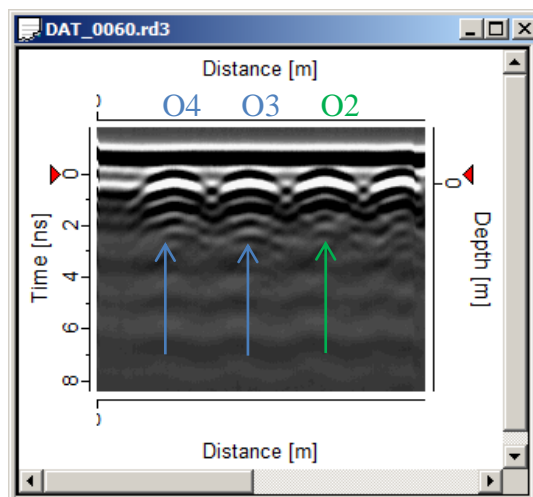 DAT_0060.rd3
Distance [m]
0
O4 O3 O2
0
2
4
6
8
Time [ns]
0
Depth [m]
0
Distance [m]